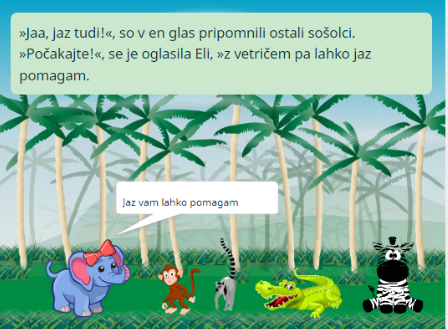 »Jaa, jaz tudi!«, so v en glas pripomnili ostali sošolci.
»Počakajte!«, se je oglasila Eli, »z vetričem pa lahko jaz
pomagam.
Jaz vam lahko pomagam